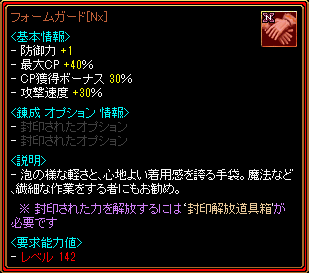 フォームガード[Nx]
N
<基本情報>
- 防御力 +1
- 最大CP +40%
- CP獲得ボーナス 30%
- 攻撃速度 +30%
<錬成 オプション 情報>
- 封印されたオプション
- 封印されたオプション
<説明>
- 泡の様な軽さと、心地よい着用感を誇る手袋。魔法など
、繊細な作業をする者にもお勧め。
※ 封印された力を解放するには‘封印解放道具箱’が
必要です
<要求能力値>
- レベル 142